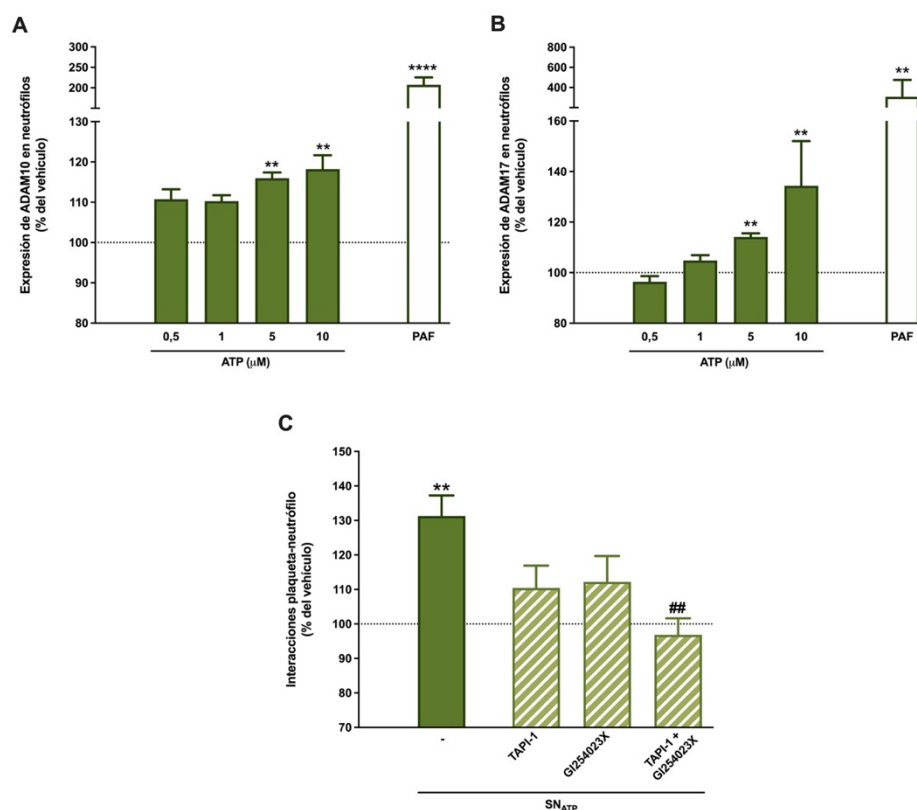 A
Expresión de ADAM10 en neutrófilos
(% del vehículo)
300
200
100
120
110
100
90
80
****
**
**
0,5
1
5
10
PAF
ATP (μM)
B
Expresión de ADAM17 en neutrófilos
(% del vehículo)
800
600
400
200
160
140
120
100
80
**
**
**
0,5
1
5
10
PAF
ATP (μM)
C
Interacciones plaqueta-neutrófilo
(% del vehículo)
150
140
130
120
110
100
90
80
70
**
##
-
TAPI-1
GI254023X
TAPI-1 +
GI254023X
SNATP